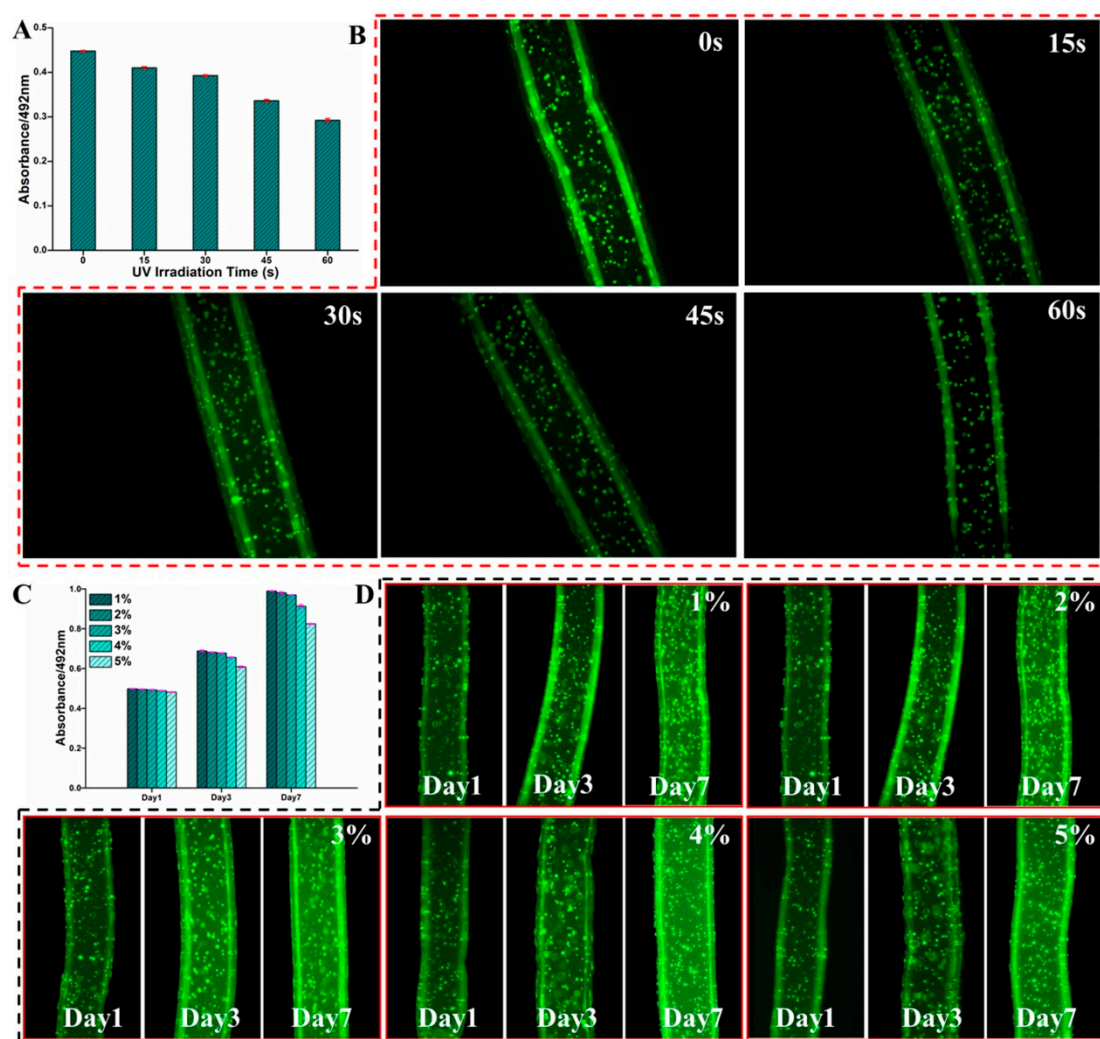 A
Absorbance/492nm
0.5
0.4
0.3
0.2
0.1
0.0
0 15 30 45 60
UV Irradiation Time (s)
B
0s
15s
30s
45s
60s
C
Absorbance/492nm
1.0
0.8
0.6
0.4
0.2
0.0
1%
2%
3%
4%
5%
Day1 Day3 Day7
D
1%
Day1 Day3 Day7
2%
Day1 Day3 Day7
3%
Day1 Day3 Day7
4%
Day1 Day3 Day7
5%
Day1 Day3 Day7